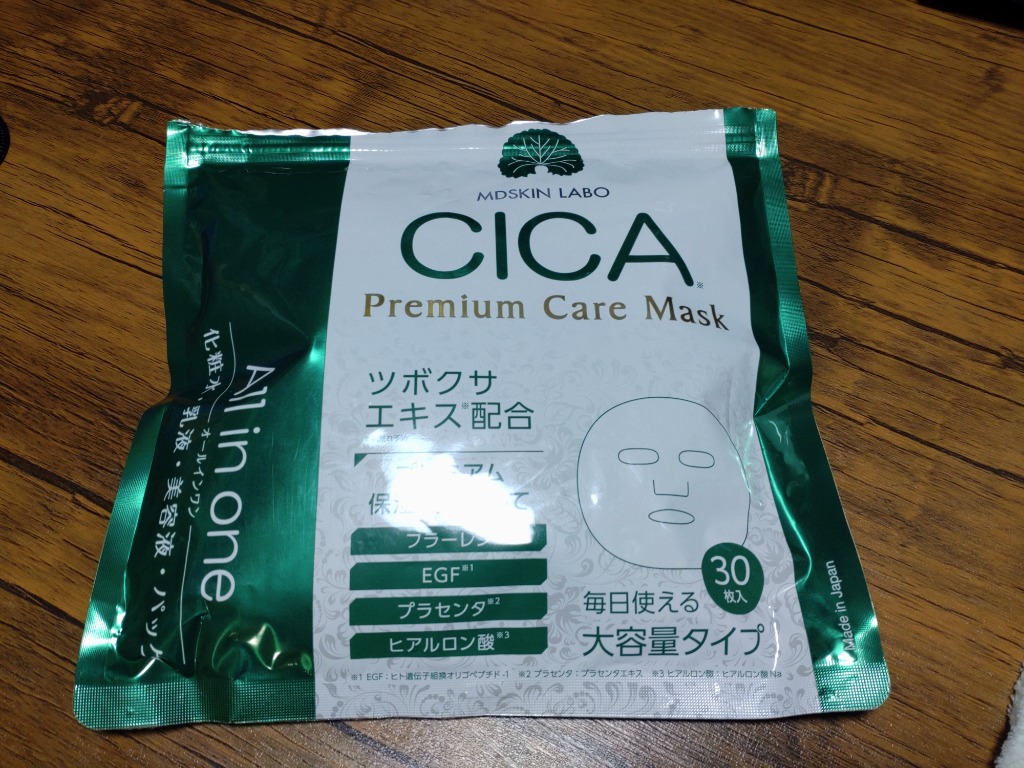 MDSKIN LABO
CICA※
Premium Care Mask
ツボクサ
エキス※配合
EGF※1
プラセンタ※2
ヒアルロン酸※3
30
枚入
毎日使える
大容量タイプ
※1 EGF：ヒト遺伝子組換オリゴペプチド-1 ※2 プラセンタ：プラセンタエキス ※3 ヒアルロン酸：ヒアルロン酸Na
All in one
オールインワン
化粧水・乳液・美容液・パック
Made in Japan